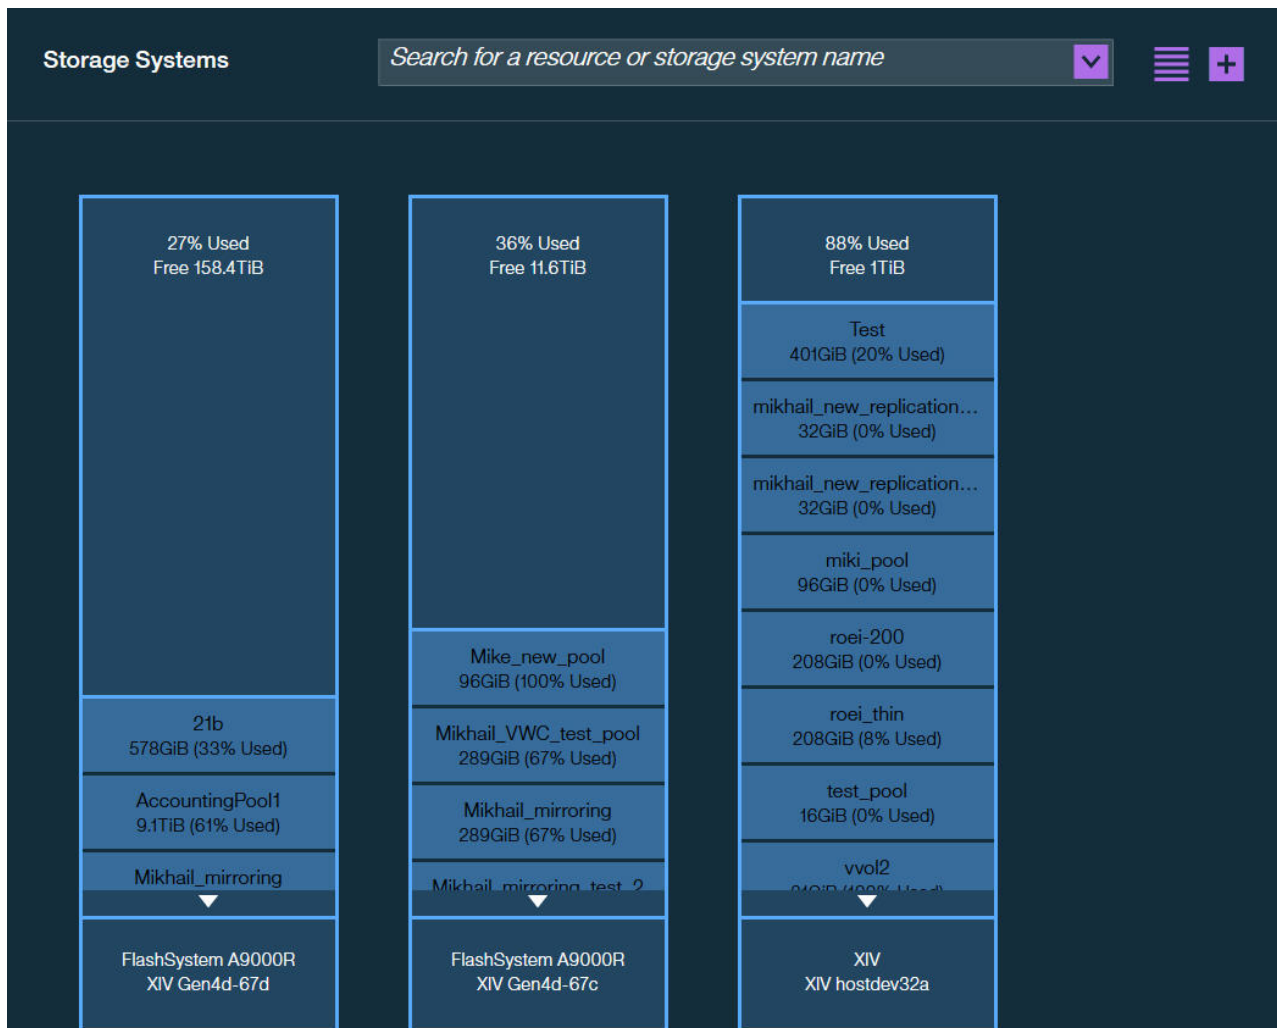 Storage Systems
Search for a resource or storage system name
27% Used
Free 158.4TiB
21b
578GiB (33% Used)
AccountingPool1
9.1TiB (61% Used)
Mikhail_mirroring
FlashSystem A9000R
XIV Gen4d-67d
36% Used
Free 11.6TiB
Mike_new_pool
96GiB (100% Used)
Mikhail_VWC_test_pool
289GiB (67% Used)
Mikhail_mirroring
289GiB (67% Used)
Mikhail_mirroring_test_2
FlashSystem A9000R
XIV Gen4d-67c
88% Used
Free 1TiB
Test
401GiB (20% Used)
mikhail_new_replication...
32GiB (0% Used)
mikhail_new_replication...
32GiB (0% Used)
miki_pool
96GiB (0% Used)
roei-200
208GiB (0% Used)
roei_thin
208GiB (8% Used)
test_pool
16GiB (0% Used)
vvol2
XIV
XIV hostdev32a